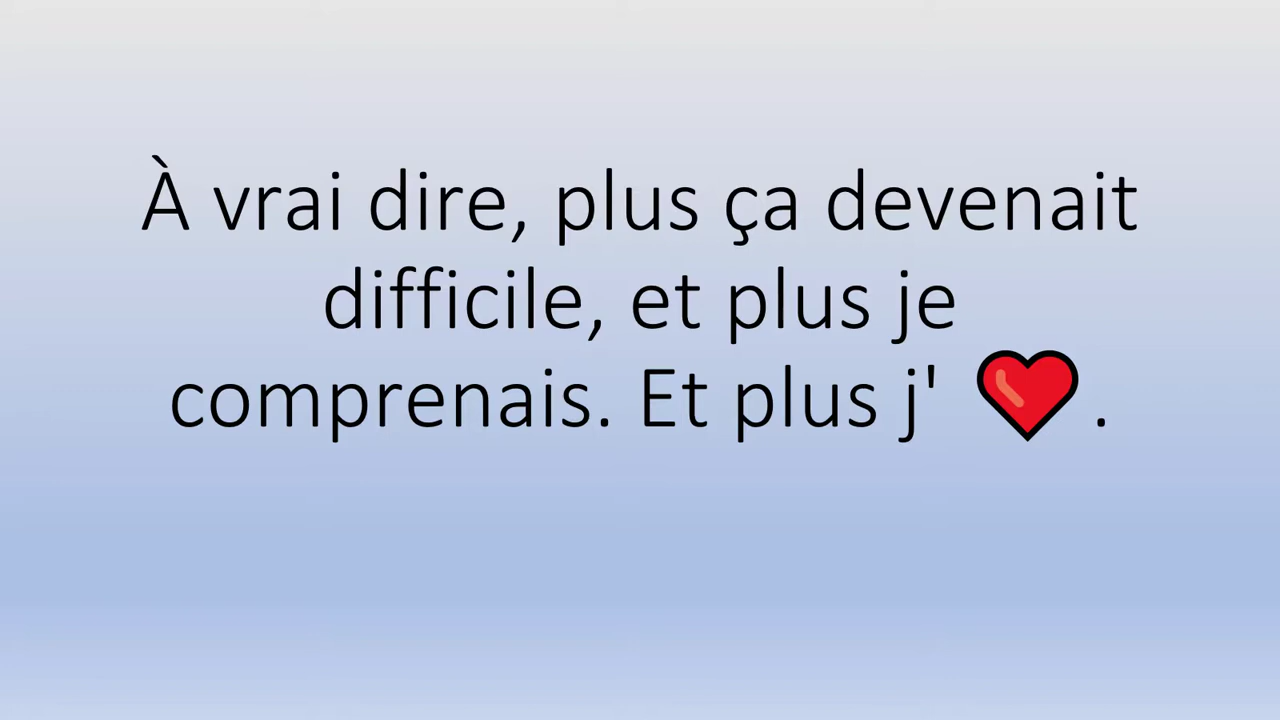 À vrai dire, plus ça devenait
difficile, et plus je
comprenais. Et plus j' ❤️.